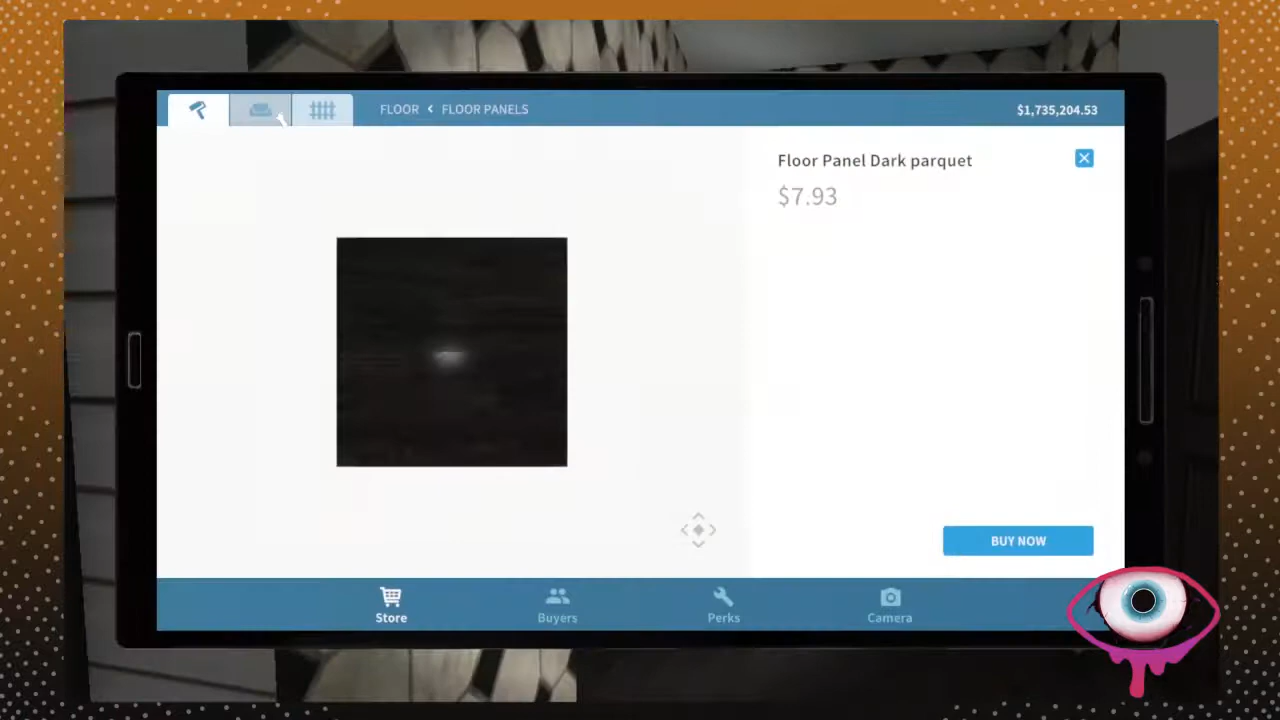 FLOOR < FLOOR PANELS
$1,735,204.53
Floor Panel Dark parquet
$7.93
BUY NOW
Store
Buyers
Perks
Camera